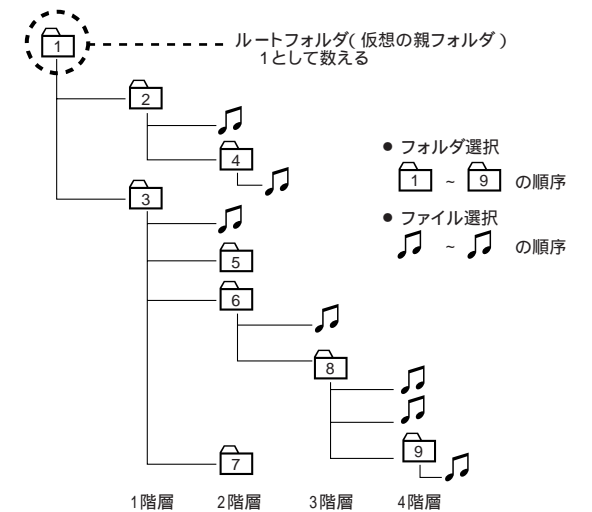 1
ルートフォルダ(仮想の親フォルダ)
1として数える
2
4
● フォルダ選択
1 ~ 9 の順序
3
● ファイル選択
~ の順序
5
6
8
9
7
1階層 2階層 3階層 4階層